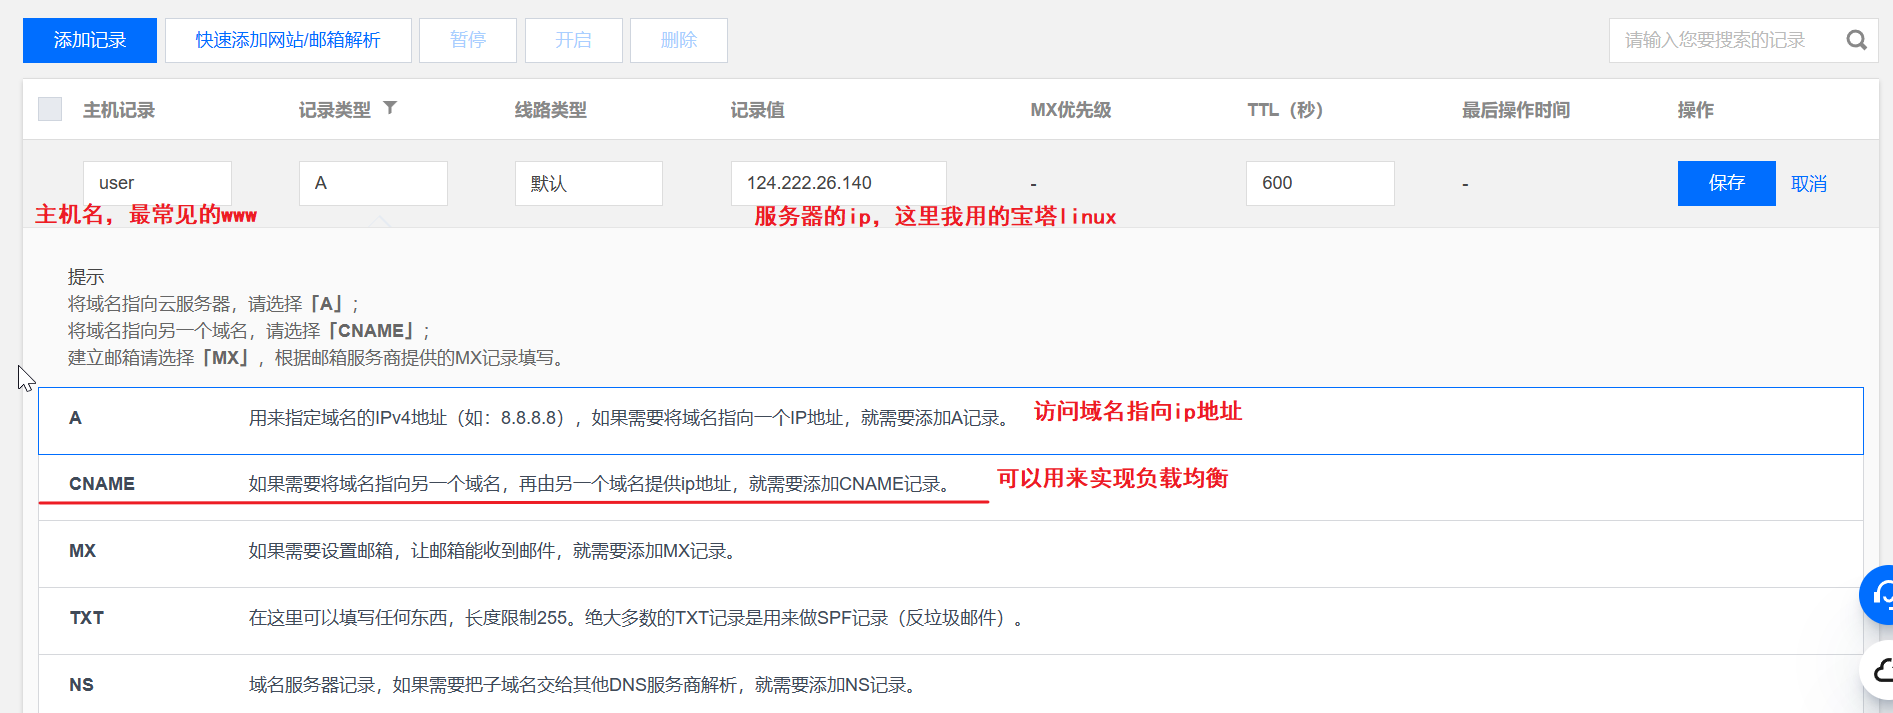 添加记录 快速添加网站/邮箱解析 暂停 开启 删除 请输入您要搜索的记录
主机记录 记录类型 线路类型 记录值 MX优先级 TTL（秒） 最后操作时间 操作
user A 默认 124.222.26.140 - 600 - 保存 取消
主机名，最常见的www 服务器的ip，这里我用的宝塔linux
提示
将域名指向云服务器，请选择「A」；
将域名指向另一个域名，请选择「CNAME」；
建立邮箱请选择「MX」，根据邮箱服务商提供的MX记录填写。
A 用来指定域名的IPv4地址（如：8.8.8.8），如果需要将域名指向一个IP地址，就需要添加A记录。 访问域名指向ip地址
CNAME 如果需要将域名指向另一个域名，再由另一个域名提供ip地址，就需要添加CNAME记录。 可以用来实现负载均衡
MX 如果需要设置邮箱，让邮箱能收到邮件，就需要添加MX记录。
TXT 在这里可以填写任何东西，长度限制255。绝大多数的TXT记录是用来做SPF记录（反垃圾邮件）。
NS 域名服务器记录，如果需要把子域名交给其他DNS服务商解析，就需要添加NS记录。